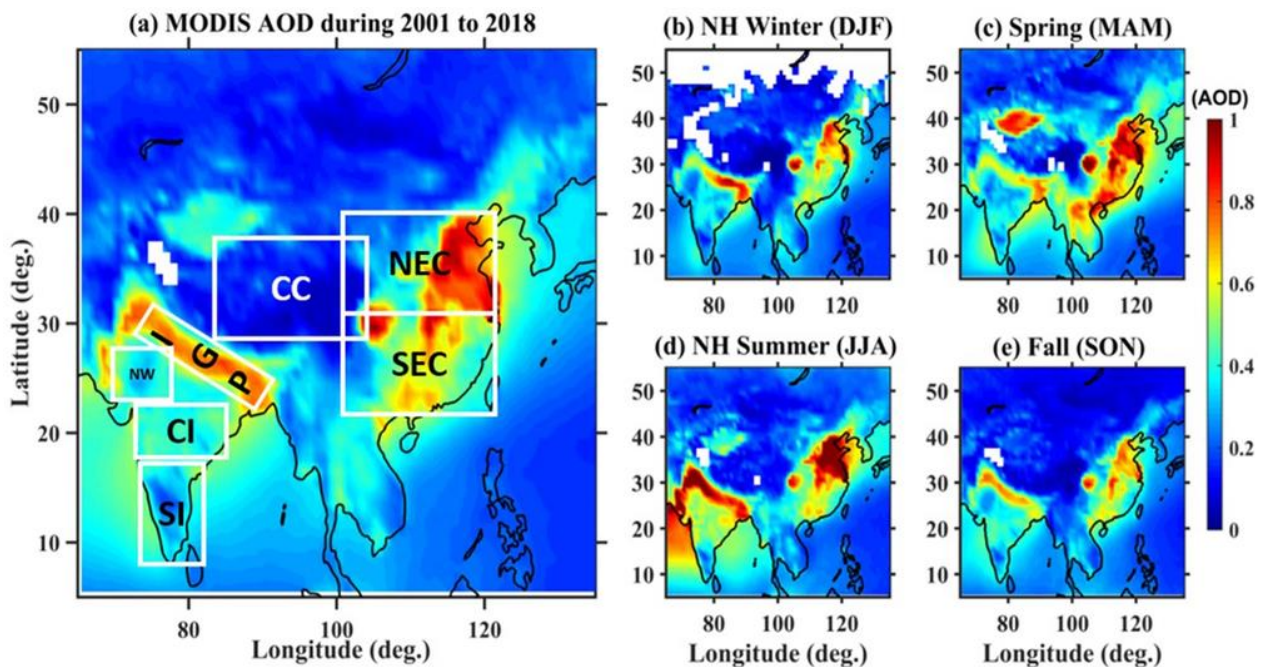 (a) MODIS AOD during 2001 to 2018
(b) NH Winter (DJF)
(c) Spring (MAM)
(AOD)
50
40
30
20
10
Latitude (deg.)
80
100
120
Longitude (deg.)
NEC
CC
SEC
I
G
P
NW
CI
SI
50
40
30
20
10
80 100 120
50
40
30
20
10
80 100 120
(d) NH Summer (JJA)
(e) Fall (SON)
50
40
30
20
10
80 100 120
Longitude (deg.)
50
40
30
20
10
80 100 120
Longitude (deg.)
1
0.8
0.6
0.4
0.2
0